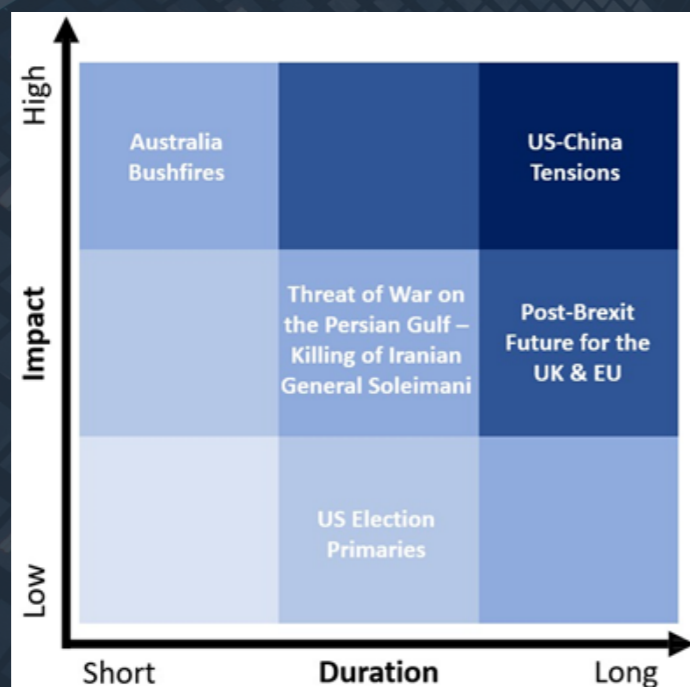 High
Australia
Bushfires
US-China
Tensions
Impact
Threat of War on
the Persian Gulf –
Killing of Iranian
General Soleimani
Post-Brexit
Future for the
UK & EU
US Election
Primaries
Low
Short
Duration
Long